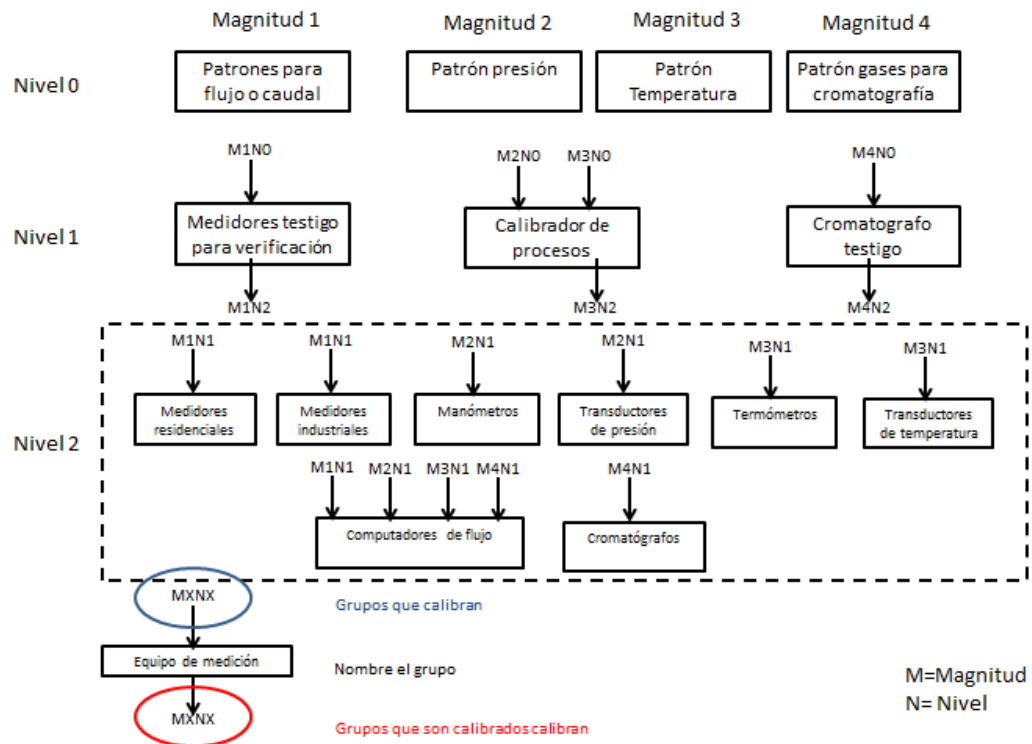 Magnitud 1 Magnitud 2 Magnitud 3 Magnitud 4
Nivel 0
Patrones para
flujo o caudal
Patrón presión
Patrón
Temperatura
Patrón gases para
cromatografía
M1N0 M2N0 M3N0 M4N0
Nivel 1
Medidores testigo
para verificación
Calibrador de
procesos
Cromatografo
testigo
M1N2 M3N2 M4N2
M1N1 M1N1 M2N1 M2N1 M3N1 M3N1
Nivel 2
Medidores
residenciales
Medidores
industriales
Manómetros
Transductores
de presión
Termómetros
Transductores
de temperatura
M1N1 M2N1 M3N1 M4N1 M4N1
Computadores de flujo
Cromatógrafos
MXNX
Grupos que calibran
Equipo de medición
Nombre el grupo
MXNX
Grupos que son calibrados calibran
M=Magnitud
N= Nivel